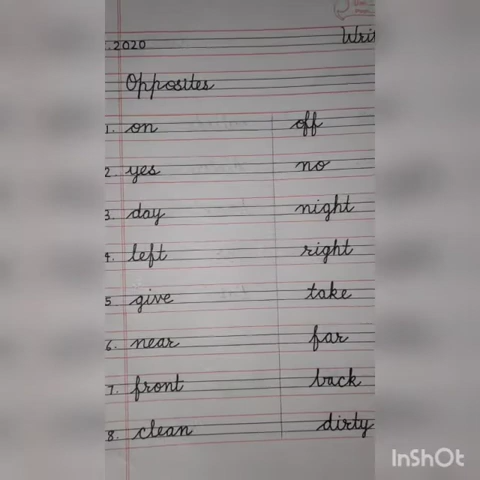 .2020 Wri
Opposites
1. on off
2. yes no
3. day night
4. left right
5 give take
6. near far
7. front back
8. clean dirty
InShOt